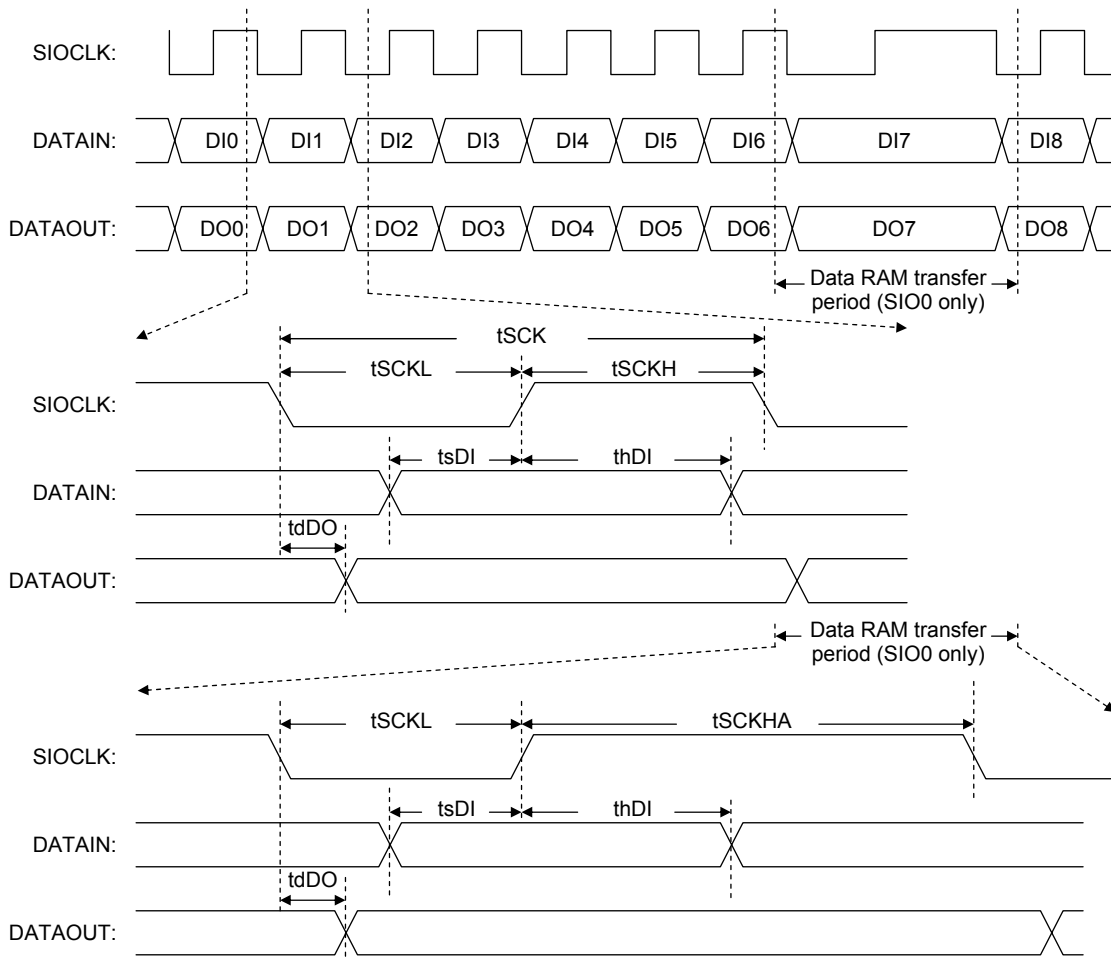 SIOCLK:
DATAIN:
DI0 DI1 DI2 DI3 DI4 DI5 DI6 DI7 DI8
DATAOUT:
DO0 DO1 DO2 DO3 DO4 DO5 DO6 DO7 DO8
Data RAM transfer
period (SIO0 only)
tSCK
tSCKL tSCKH
SIOCLK:
tsDI thDI
DATAIN:
tdDO
DATAOUT:
Data RAM transfer
period (SIO0 only)
tSCKL tSCKHA
SIOCLK:
tsDI thDI
DATAIN:
tdDO
DATAOUT: